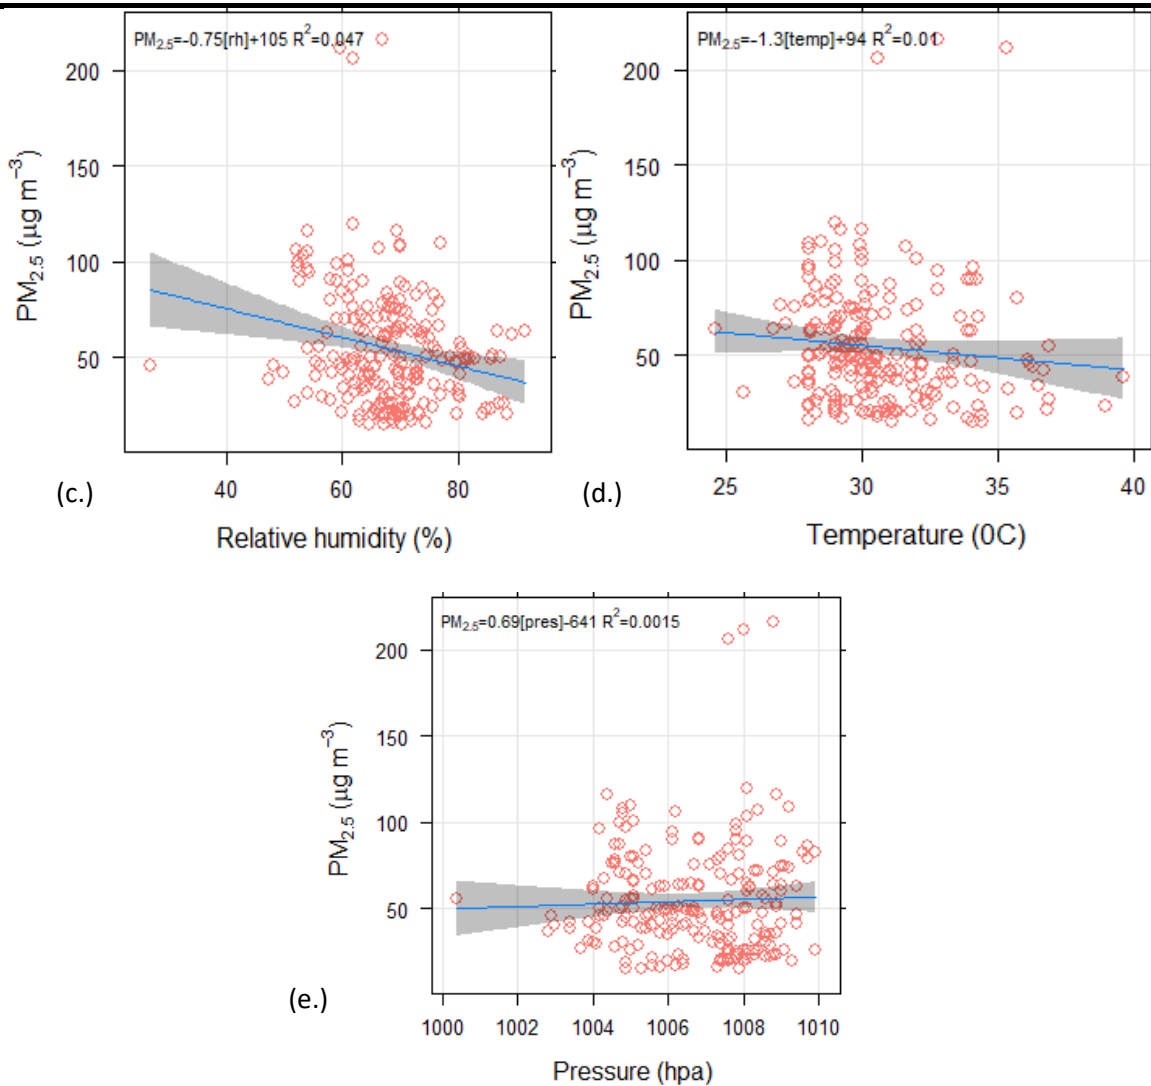 PM2.5=-0.75[rh]+105 R²=0.047
200
150
100
50
PM2.5 (μg m⁻³)
40 60 80
(c.)
Relative humidity (%)
PM2.5=-1.3[temp]+94 R²=0.01
200
150
100
50
PM2.5 (μg m⁻³)
25 30 35 40
(d.)
Temperature (0C)
PM2.5=0.69[pres]-641 R²=0.0015
200
150
100
50
PM2.5 (μg m⁻³)
(e.)
1000 1002 1004 1006 1008 1010
Pressure (hpa)